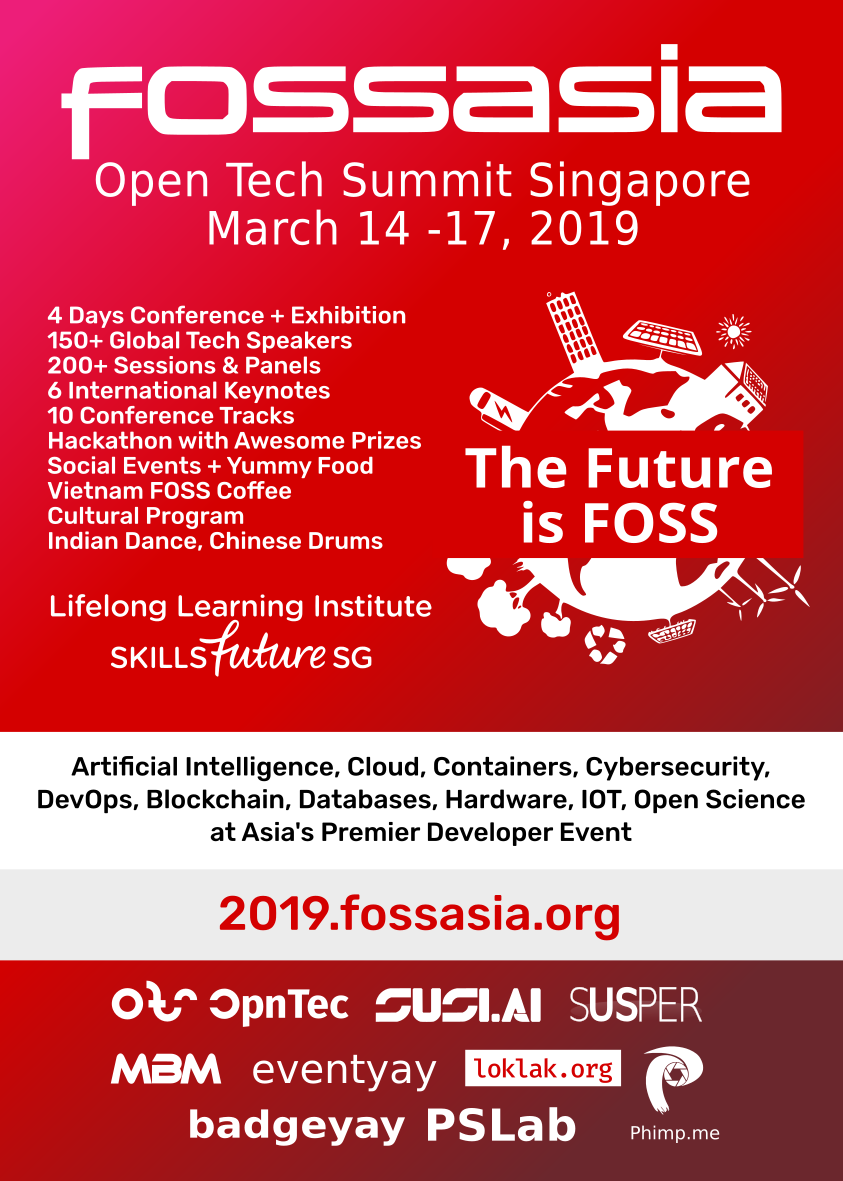 fossasia
Open Tech Summit Singapore
March 14 -17, 2019
4 Days Conference + Exhibition
150+ Global Tech Speakers
200+ Sessions & Panels
6 International Keynotes
10 Conference Tracks
Hackathon with Awesome Prizes
Social Events + Yummy Food
Vietnam FOSS Coffee
Cultural Program
Indian Dance, Chinese Drums
The Future
is FOSS
Lifelong Learning Institute
SKILLSfuture SG
Artificial Intelligence, Cloud, Containers, Cybersecurity,
DevOps, Blockchain, Databases, Hardware, IOT, Open Science
at Asia's Premier Developer Event
2019.fossasia.org
OpnTec SUSI.AI SUSPER
MBM eventyay loklak.org
badgeyay PSLab Phimp.me